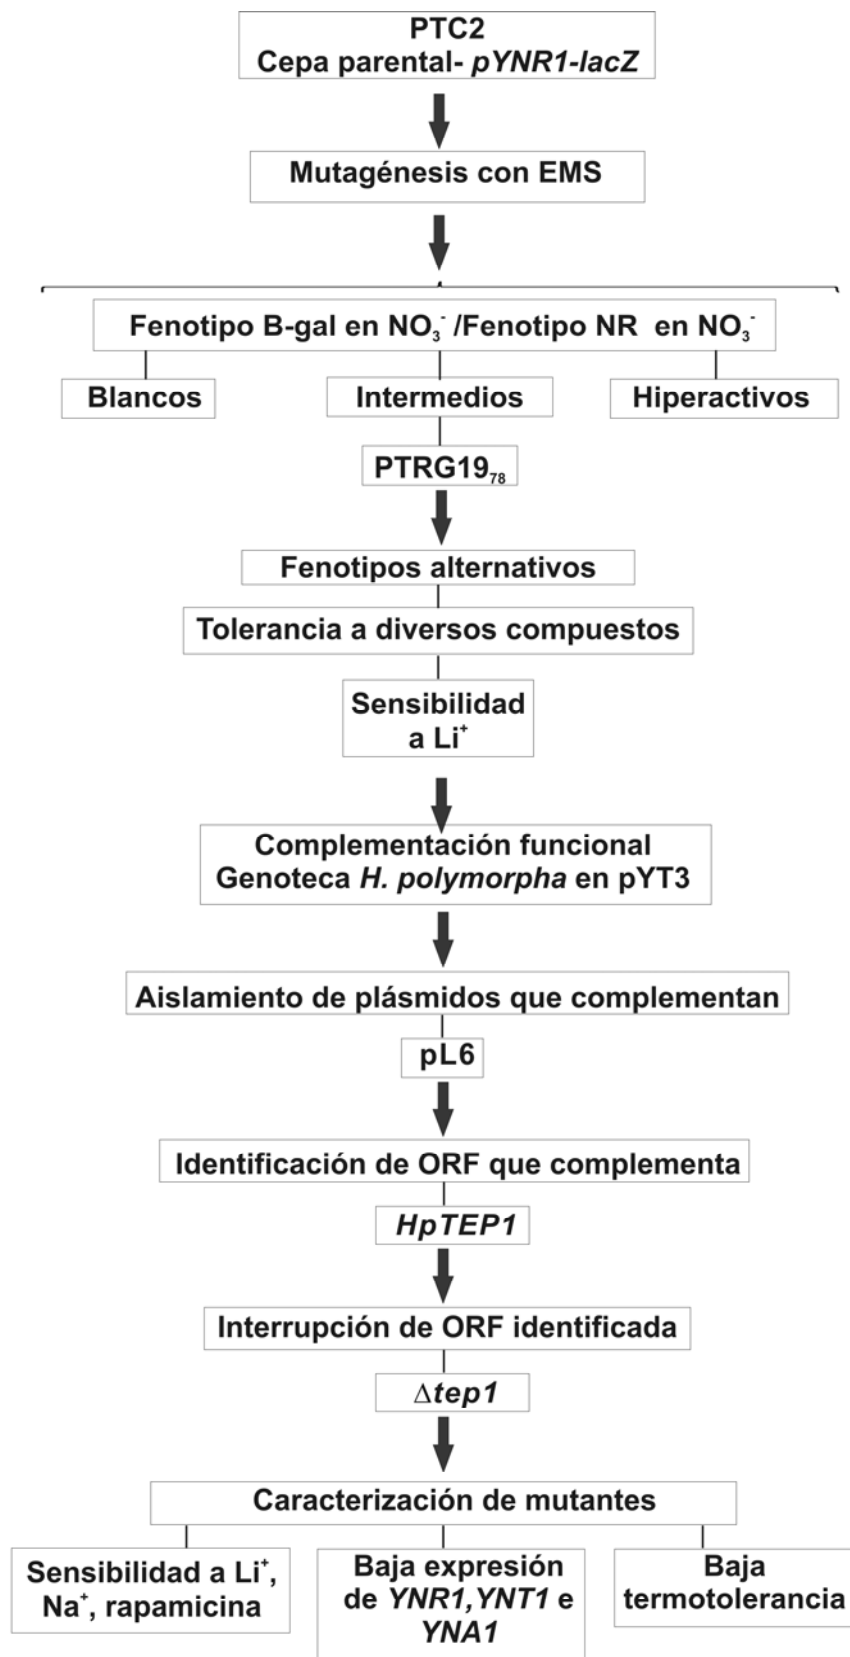 PTC2
Cepa parental- pYNR1-lacZ
Mutagénesis con EMS
Fenotipo B-gal en NO₃⁻ /Fenotipo NR en NO₃⁻
Blancos
Intermedios
Hiperactivos
PTRG19₇₈
Fenotipos alternativos
Tolerancia a diversos compuestos
Sensibilidad
a Li⁺
Complementación funcional
Genoteca H. polymorpha en pYT3
Aislamiento de plásmidos que complementan
pL6
Identificación de ORF que complementa
HpTEP1
Interrupción de ORF identificada
Δtep1
Caracterización de mutantes
Sensibilidad a Li⁺,
Na⁺, rapamicina
Baja expresión
de YNR1,YNT1 e
YNA1
Baja
termotolerancia